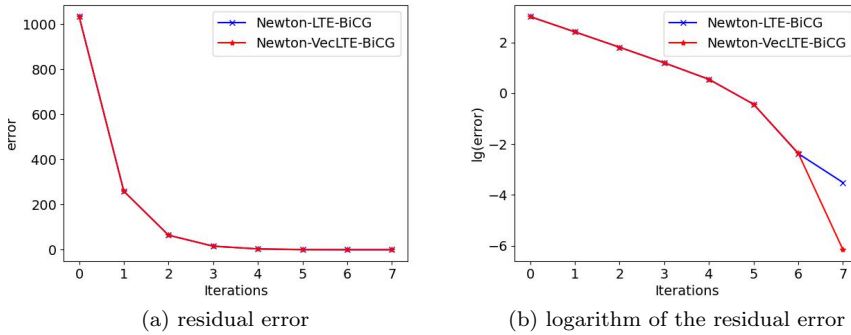 1000
800
600
400
200
0
error
Newton-LTE-BiCG
Newton-VecLTE-BiCG
0 1 2 3 4 5 6 7
Iterations
(a) residual error
2
0
−2
−4
−6
lg(error)
Newton-LTE-BiCG
Newton-VecLTE-BiCG
0 1 2 3 4 5 6 7
Iterations
(b) logarithm of the residual error